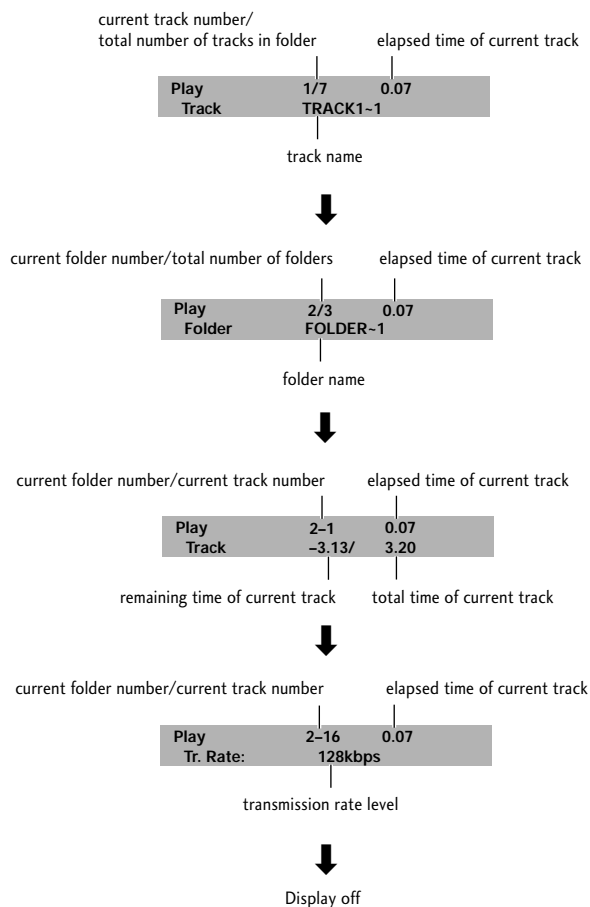 current track number/
total number of tracks in folder elapsed time of current track
Play 1/7 0.07
Track TRACK1~1
track name
current folder number/total number of folders elapsed time of current track
Play 2/3 0.07
Folder FOLDER~1
folder name
current folder number/current track number elapsed time of current track
Play 2–1 0.07
Track –3.13/ 3.20
remaining time of current track total time of current track
current folder number/current track number elapsed time of current track
Play 2–16 0.07
Tr. Rate: 128kbps
transmission rate level
Display off